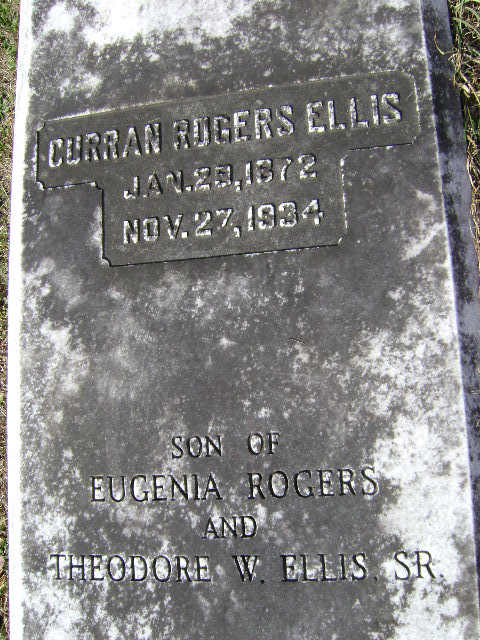 CURRAN ROGERS ELLIS
JAN. 29, 1872
NOV. 27, 1934
SON OF
EUGENIA ROGERS
AND
THEODORE W. ELLIS, SR.